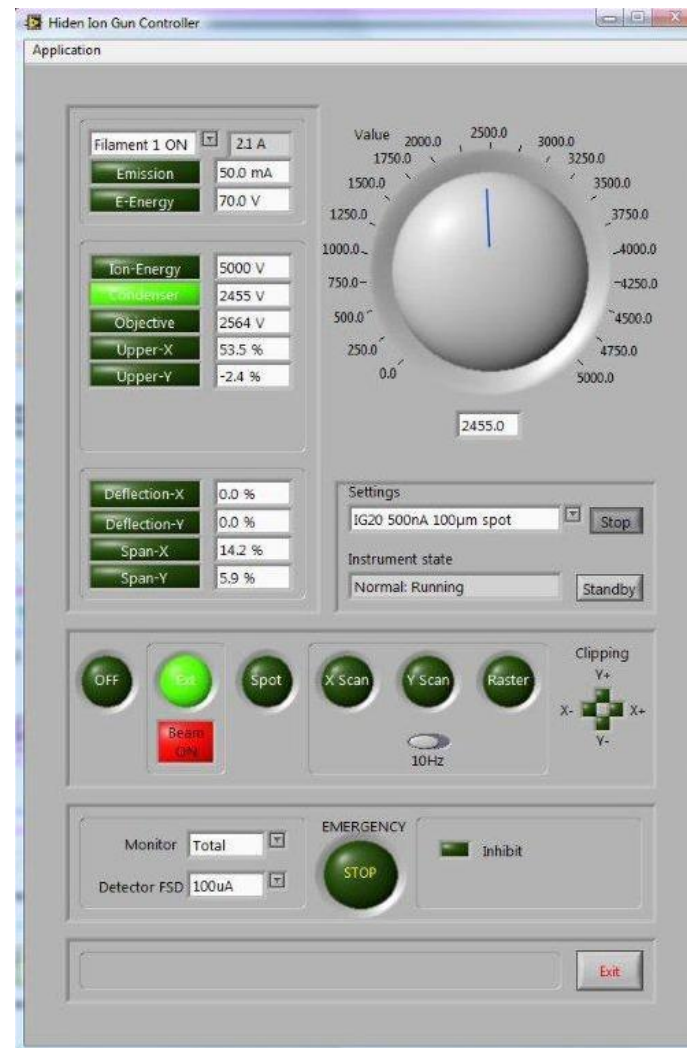 Hiden Ion Gun Controller
Application
Filament 1 ON 2.1 A
Emission 50.0 mA
E-Energy 70.0 V
Ion-Energy 5000 V
Condenser 2455 V
Objective 2564 V
Upper-X 53.5 %
Upper-Y -2.4 %
Deflection-X 0.0 %
Deflection-Y 0.0 %
Span-X 14.2 %
Span-Y 5.9 %
Value
0.0
250.0
500.0
750.0
1000.0
1250.0
1500.0
1750.0
2000.0
2500.0
3000.0
3250.0
3500.0
3750.0
4000.0
4250.0
4500.0
4750.0
5000.0
2455.0
Settings
IG20 500nA 100µm spot Stop
Instrument state
Normal: Running Standby
OFF Ext Spot X Scan Y Scan Raster
Beam
ON
10Hz
Clipping
Y+
X- X+
Y-
Monitor Total
Detector FSD 100uA
EMERGENCY
STOP
Inhibit
Exit